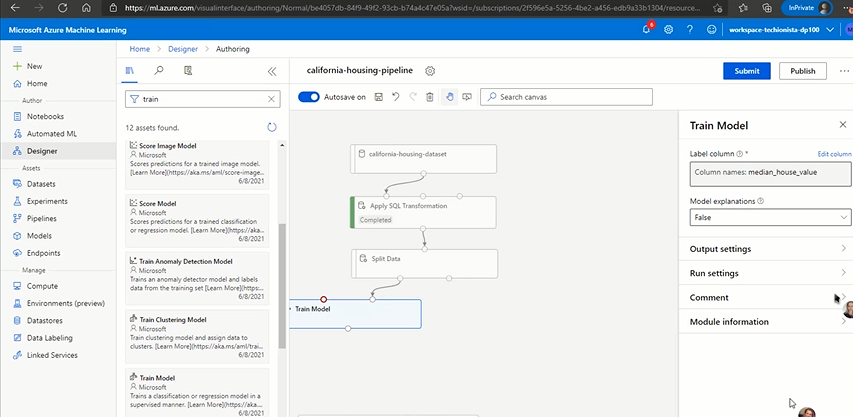 https://ml.azure.com/visualinterface/authoring/Normal/be4057db-84f9-49f2-93cb-b74a4c47e05a?wsid=/subscriptions/2f596e5a-5256-4be2-a456-edb9a33b1304/resource...
InPrivate
Microsoft Azure Machine Learning
8
workspace-techionista-dp100
Home > Designer > Authoring
New
Home
Author
Notebooks
Automated ML
Designer
Assets
Datasets
Experiments
Pipelines
Models
Endpoints
Manage
Compute
Environments (preview)
Datastores
Data Labeling
Linked Services
train
12 assets found.
Score Image Model
Microsoft
Scores predictions for a trained image model.
[Learn More](https://aka.ms/aml/score-image...
6/8/2021
Score Model
Microsoft
Scores predictions for a trained classification
or regression model. [Learn More](https://aka.ms...
6/8/2021
Train Anomaly Detection Model
Microsoft
Trains an anomaly detector model and labels
data from the training set [Learn More](https...
6/8/2021
Train Clustering Model
Microsoft
Train clustering model and assign data to
clusters. [Learn More](https://aka.ms/aml/trai...
6/8/2021
Train Model
Microsoft
Trains a classification or regression model in a
supervised manner. [Learn More](https://aka...
california-housing-pipeline
Submit
Publish
Autosave on
Search canvas
california-housing-dataset
Apply SQL Transformation
Completed
Split Data
Train Model
Train Model
Label column *
Edit column
Column names: median_house_value
Model explanations
False
Output settings
Run settings
Comment
Module information